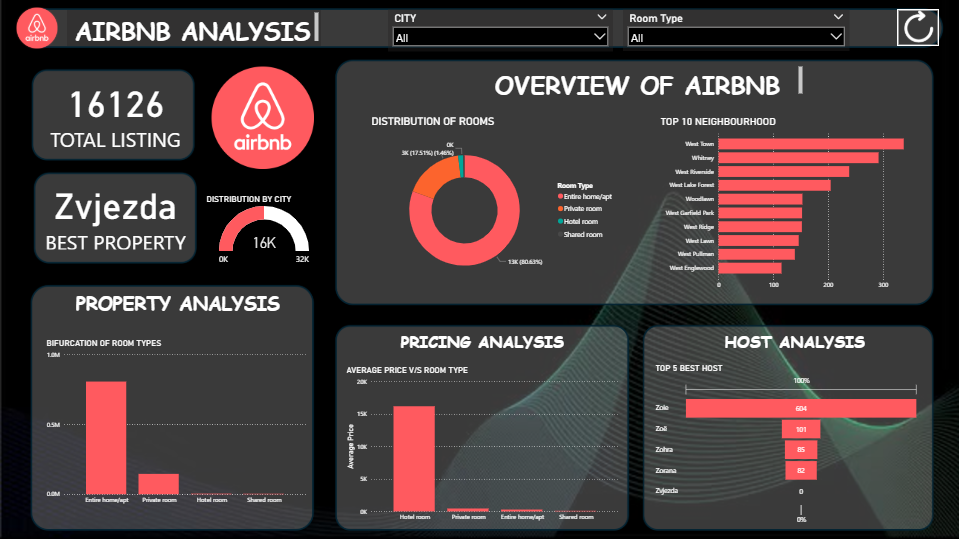 airbnb
AIRBNB ANALYSIS
CITY
All
Room Type
All
16126
TOTAL LISTING
airbnb
Zvjezda
BEST PROPERTY
DISTRIBUTION BY CITY
16K
0K
32K
OVERVIEW OF AIRBNB
DISTRIBUTION OF ROOMS
0K
3K (17.51%) (1.46%)
13K (80.63%)
Room Type
Entire home/apt
Private room
Hotel room
Shared room
TOP 10 NEIGHBOURHOOD
West Town
Whitney
West Riverside
West Lake Forest
Woodlawn
West Garfield Park
West Ridge
West Lawn
West Pullman
West Englewood
0 100 200 300
PROPERTY ANALYSIS
BIFURCATION OF ROOM TYPES
1.0M
0.5M
0.0M
Entire home/apt Private room Hotel room Shared room
PRICING ANALYSIS
AVERAGE PRICE V/S ROOM TYPE
Average Price
20K
15K
10K
5K
0K
Hotel room Private room Entire home/apt Shared room
HOST ANALYSIS
TOP 5 BEST HOST
100%
Zoie 604
Zoë 101
Zohra 85
Zorana 82
Zvjezda 0
0%